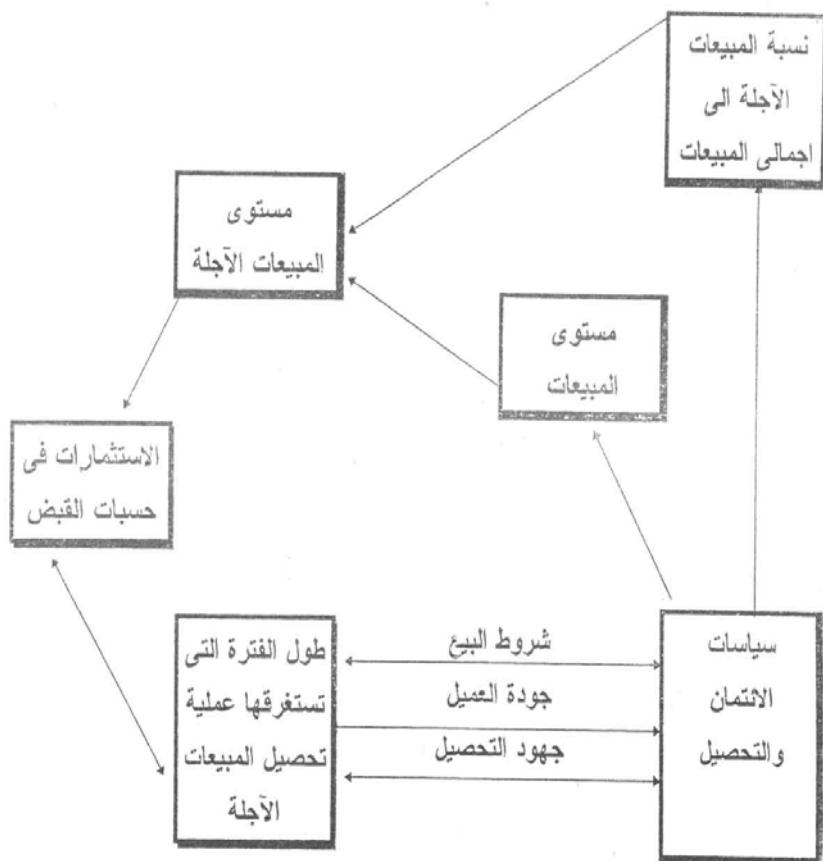 نسبة المبيعات
الآجلة الى
اجمالى المبيعات
مستوى
المبيعات الآجلة
مستوى
المبيعات
الاستثمارات فى
حسبات القبض
طول الفترة التى
تستغرقها عملية
تحصيل المبيعات
الآجلة
شروط البيع
جودة العميل
جهود التحصيل
سياسات
الائتمان
والتحصيل